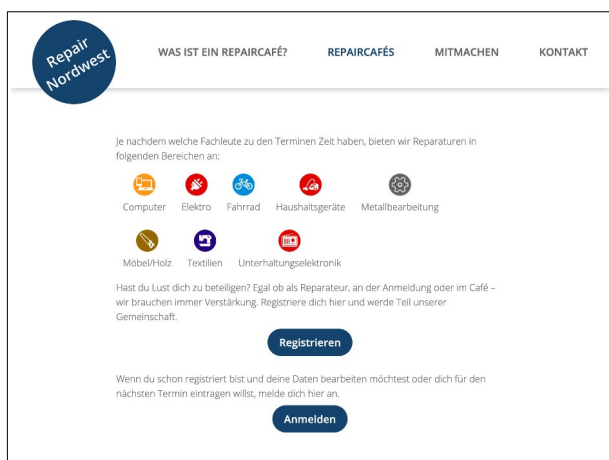 Repair
Nordwest
WAS IST EIN REPAIRCAFÉ? REPAIRCAFÉS MITMACHEN KONTAKT
Je nachdem welche Fachleute zu den Terminen Zeit haben, bieten wir Reparaturen in
folgenden Bereichen an:
Computer Elektro Fahrrad Haushaltsgeräte Metallbearbeitung
Möbel/Holz Textilien Unterhaltungselektronik
Hast du Lust dich zu beteiligen? Egal ob als Reparateur, an der Anmeldung oder im Café –
wir brauchen immer Verstärkung. Registriere dich hier und werde Teil unserer
Gemeinschaft.
Registrieren
Wenn du schon registriert bist und deine Daten bearbeiten möchtest oder dich für den
nächsten Termin eintragen willst, melde dich hier an.
Anmelden